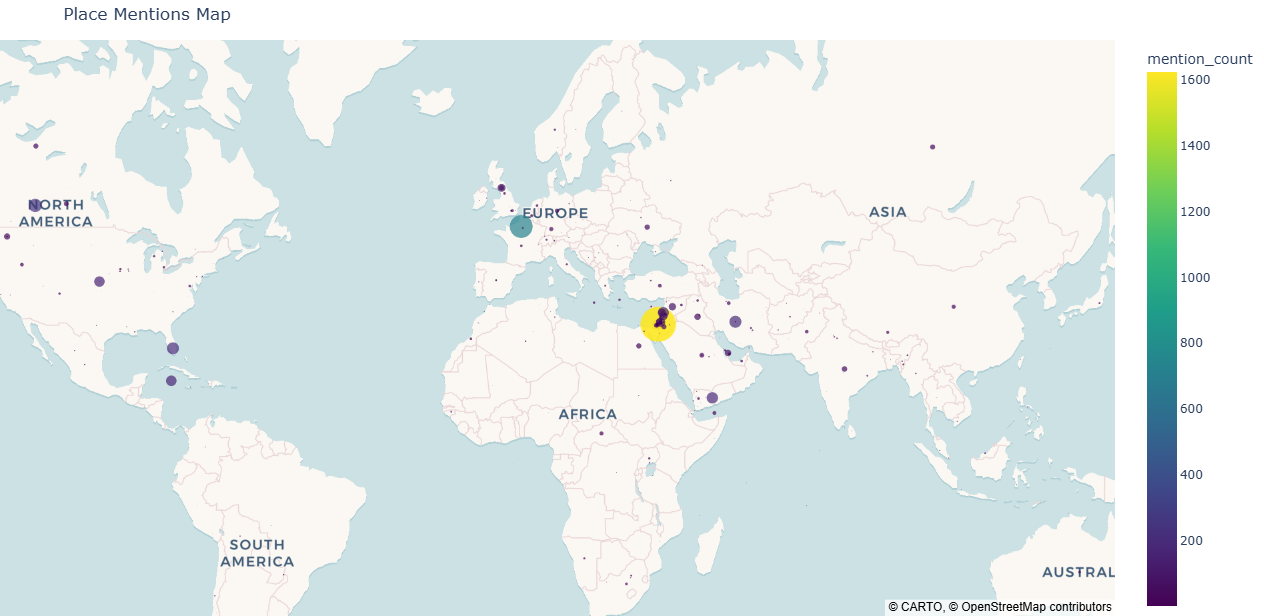 Place Mentions Map
mention_count
1600
1400
1200
1000
800
600
400
200
NORTH
AMERICA
EUROPE
ASIA
AFRICA
SOUTH
AMERICA
AUSTRAL
© CARTO, © OpenStreetMap contributors